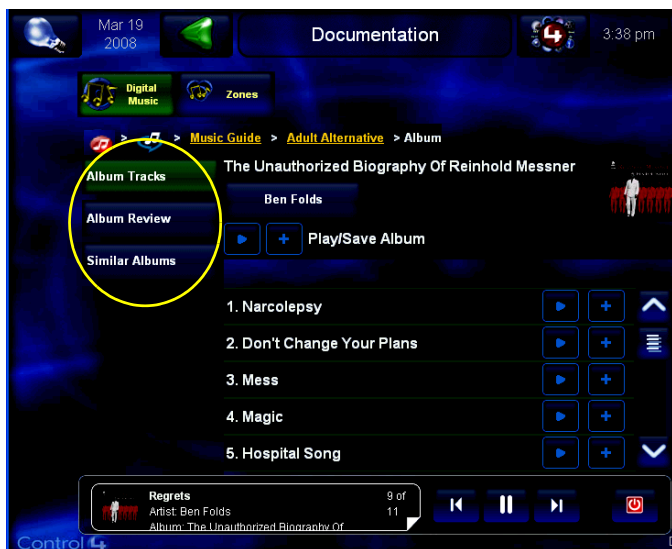 Mar 19
2008
Documentation
4
3:38 pm
Digital
Music
Zones
> > Music Guide > Adult Alternative > Album
Album Tracks
Album Review
Similar Albums
The Unauthorized Biography Of Reinhold Messner
Ben Folds
Play/Save Album
1. Narcolepsy
2. Don't Change Your Plans
3. Mess
4. Magic
5. Hospital Song
Regrets
9 of
Artist: Ben Folds
11
Album: The Unauthorized Biography Of
Control4